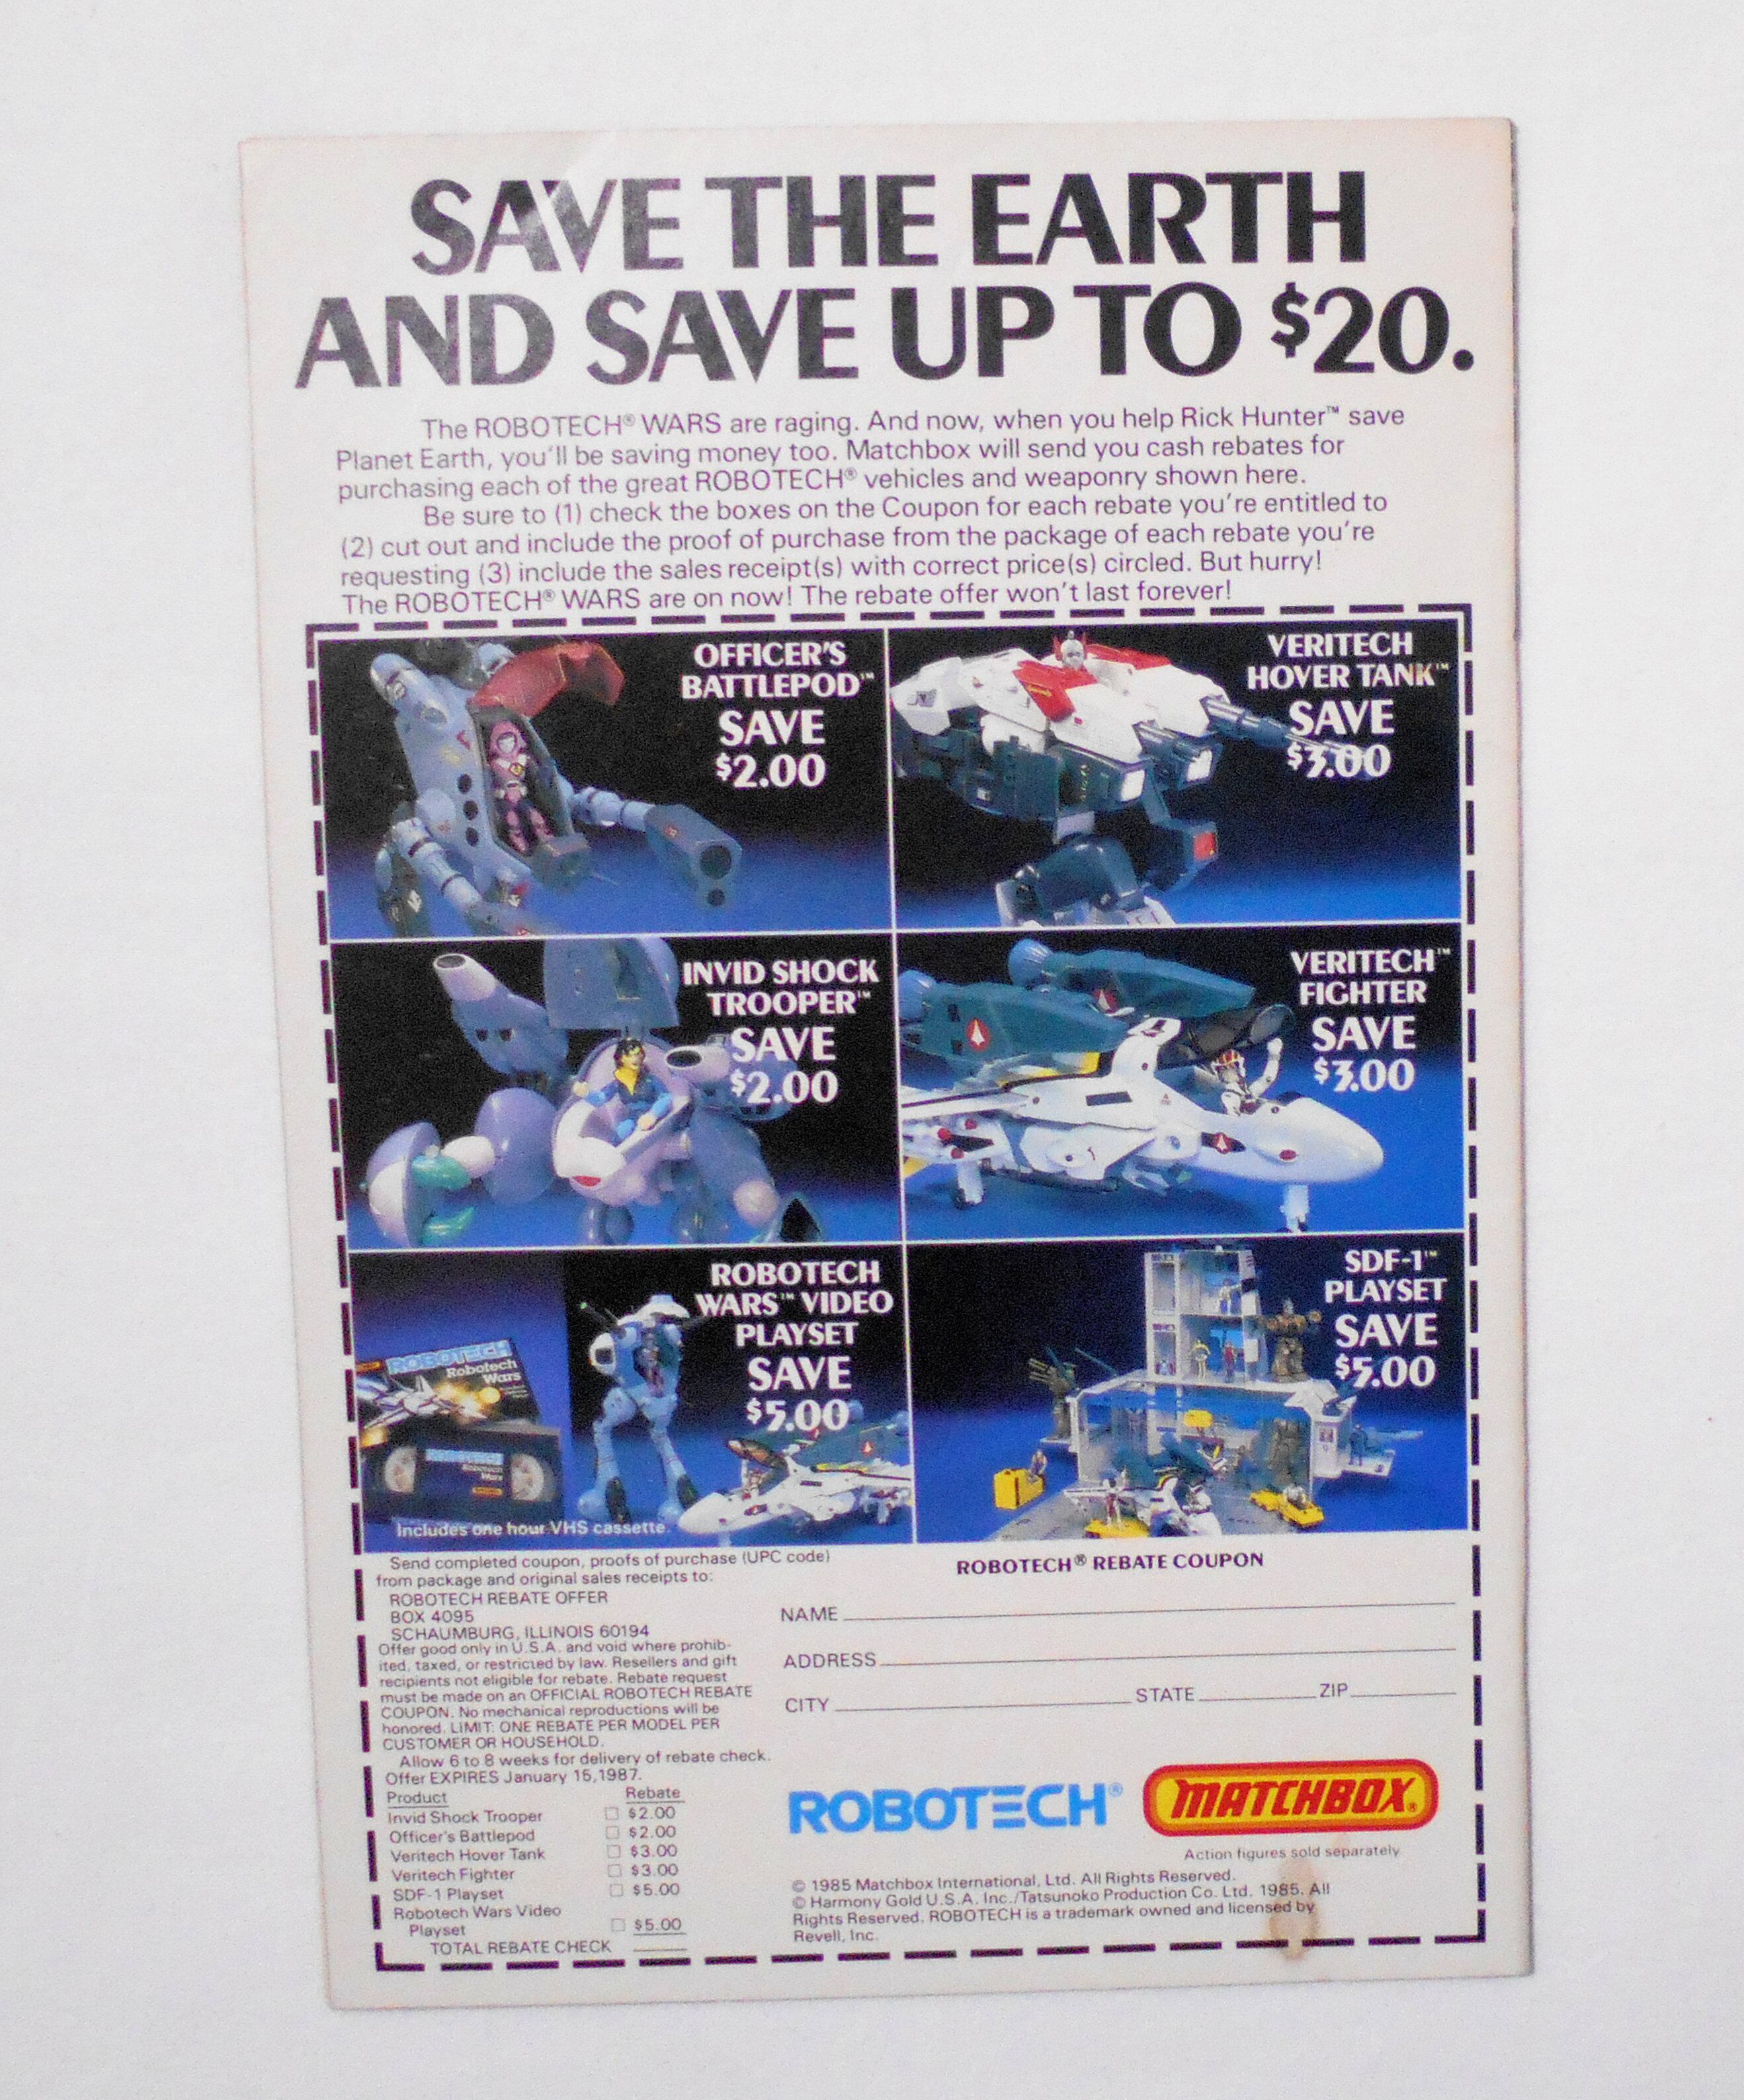 SAVE THE EARTH
AND SAVE UP TO $20.
The ROBOTECH® WARS are raging. And now, when you help Rick Hunter™ save
Planet Earth, you'll be saving money too. Matchbox will send you cash rebates for
purchasing each of the great ROBOTECH® vehicles and weaponry shown here.
Be sure to (1) check the boxes on the Coupon for each rebate you're entitled to
(2) cut out and include the proof of purchase from the package of each rebate you're
requesting (3) include the sales receipt(s) with correct price(s) circled. But hurry!
The ROBOTECH® WARS are on now! The rebate offer won't last forever!
OFFICER'S
BATTLEPOD™
SAVE
$2.00
VERITECH
HOVER TANK™
SAVE
$3.00
INVID SHOCK
TROOPER™
SAVE
$2.00
VERITECH™
FIGHTER
SAVE
$3.00
ROBOTECH
WARS™ VIDEO
PLAYSET
SAVE
$5.00
ROBOTECH
Robotech
Wars
ROBOTECH
Robotech
Wars
Includes one hour VHS cassette.
SDF-1™
PLAYSET
SAVE
$5.00
Send completed coupon, proofs of purchase (UPC code)
from package and original sales receipts to:
ROBOTECH REBATE OFFER
BOX 4095
SCHAUMBURG, ILLINOIS 60194
Offer good only in U.S.A. and void where prohib-
ited, taxed, or restricted by law. Resellers and gift
recipients not eligible for rebate. Rebate request
must be made on an OFFICIAL ROBOTECH REBATE
COUPON. No mechanical reproductions will be
honored. LIMIT: ONE REBATE PER MODEL PER
CUSTOMER OR HOUSEHOLD.
Allow 6 to 8 weeks for delivery of rebate check.
Offer EXPIRES January 15,1987.
Product Rebate
Invid Shock Trooper $2.00
Officer's Battlepod $2.00
Veritech Hover Tank $3.00
Veritech Fighter $3.00
SDF-1 Playset $5.00
Robotech Wars Video
Playset $5.00
TOTAL REBATE CHECK
ROBOTECH® REBATE COUPON
NAME
ADDRESS
CITY STATE ZIP
ROBOTECH® MATCHBOX®
Action figures sold separately
© 1985 Matchbox International, Ltd. All Rights Reserved.
© Harmony Gold U.S.A. Inc./Tatsunoko Production Co. Ltd. 1985. All
Rights Reserved. ROBOTECH is a trademark owned and licensed by
Revell, Inc.